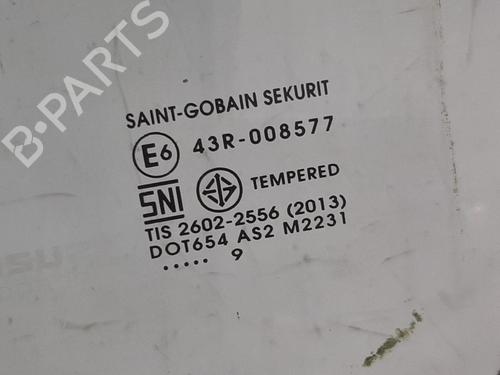 B-PARTS
SAINT-GOBAIN SEKURIT
E6 43R-008577
SNI TEMPERED
TIS 2602-2556 (2013)
DOT654 AS2 M2231
..... 9